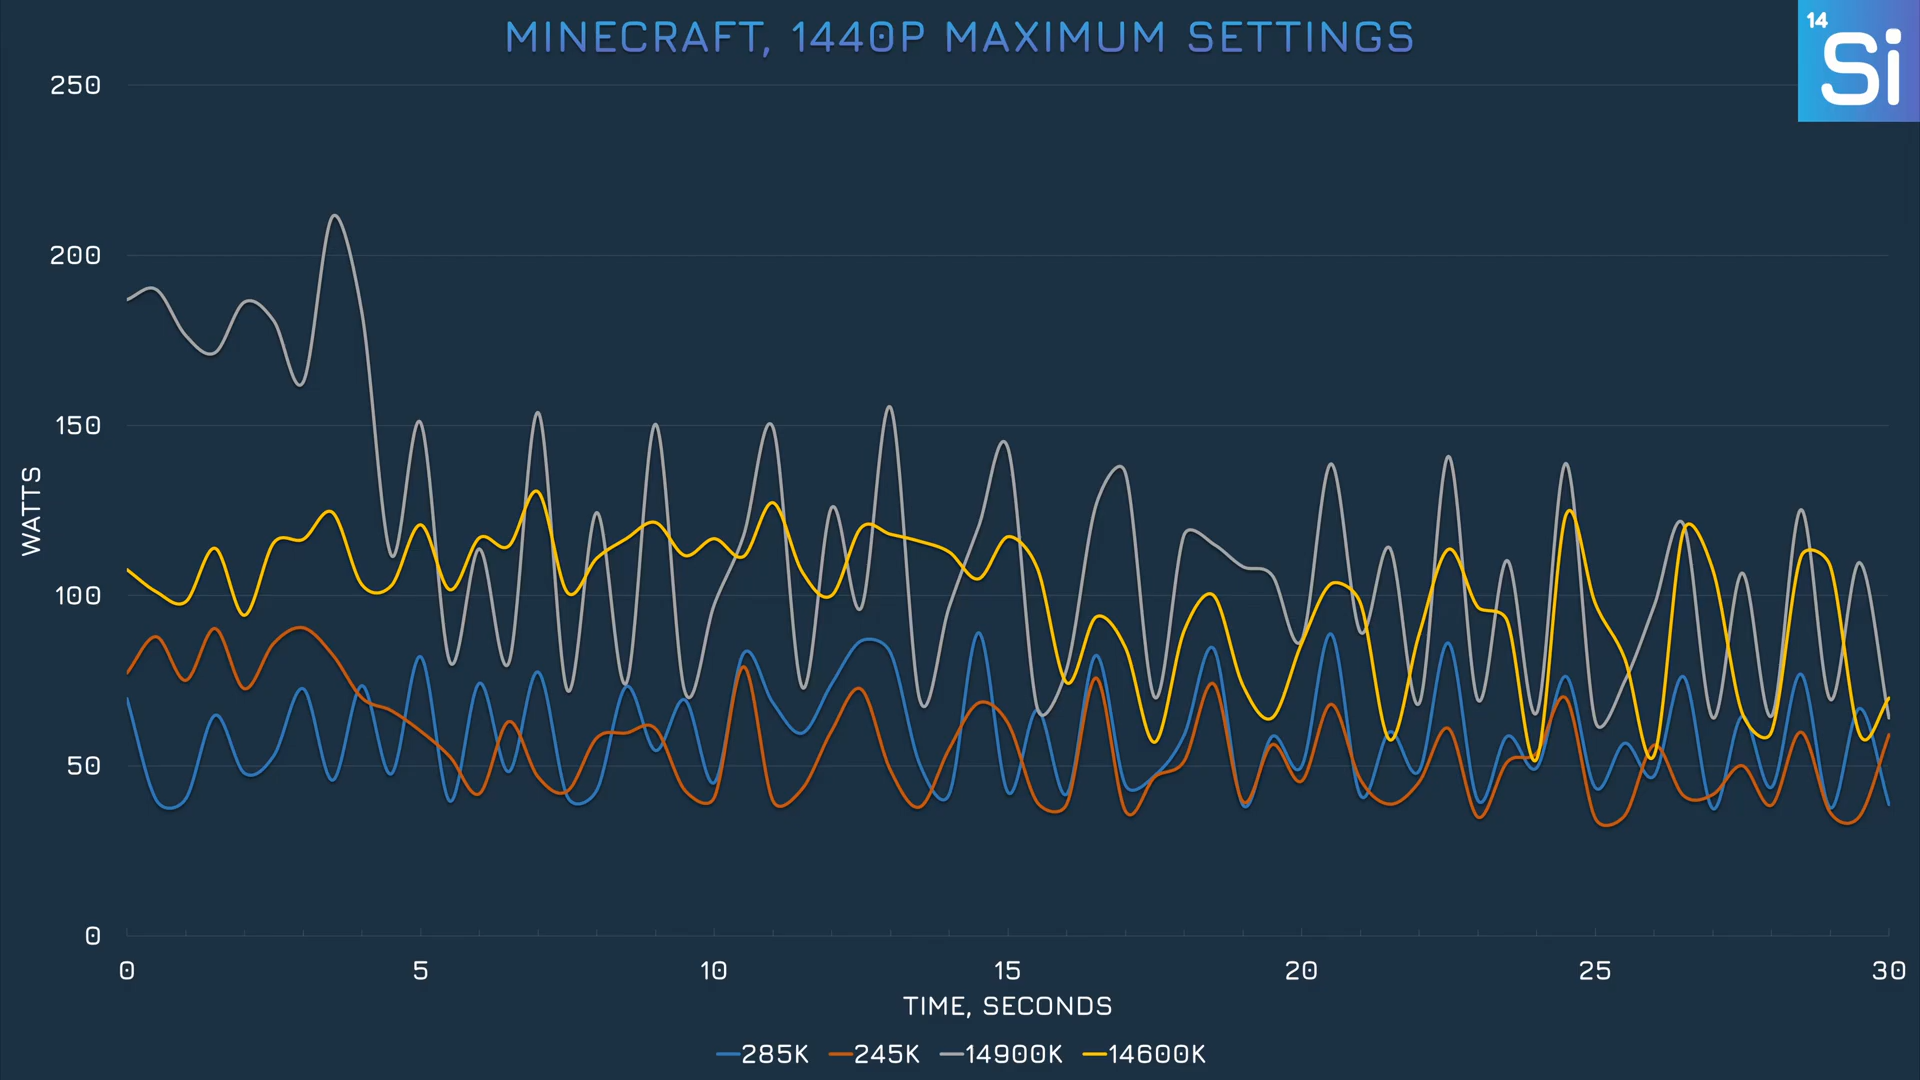 MINECRAFT, 1440P MAXIMUM SETTINGS
14
Si
250
200
150
100
50
0
WATTS
0 5 10 15 20 25 30
TIME, SECONDS
285K 245K 14900K 14600K